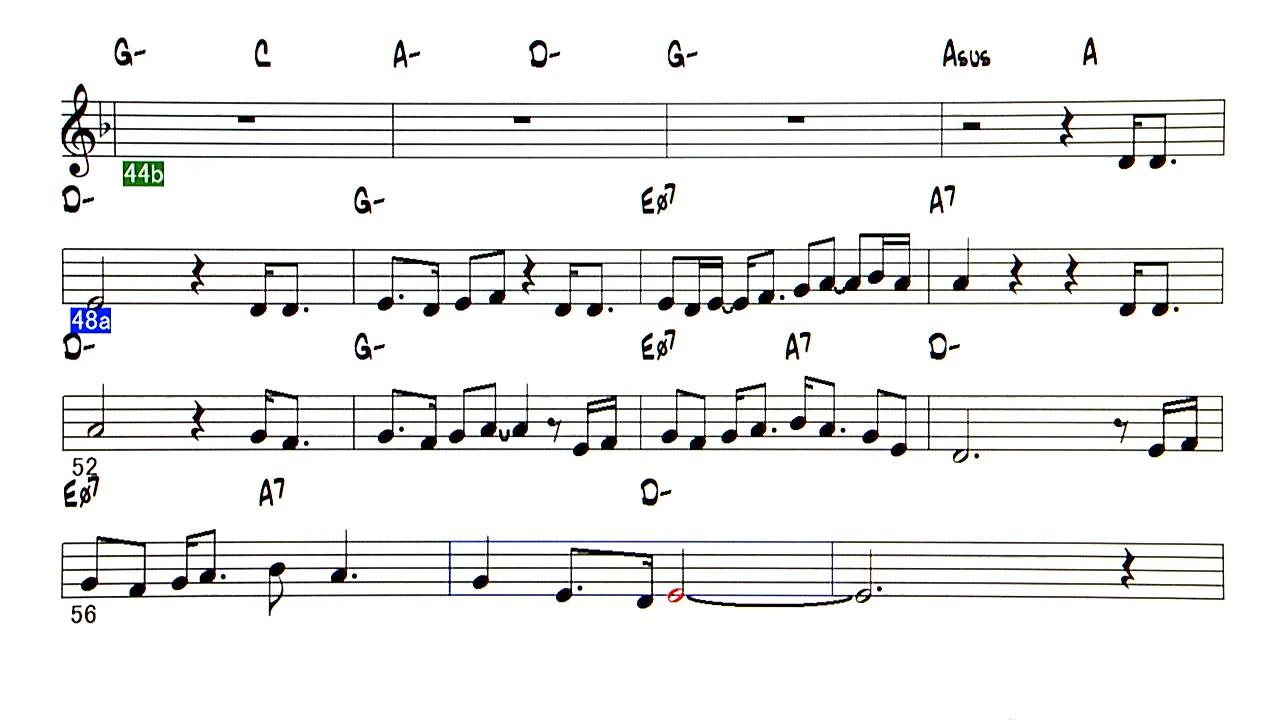 G- C A- D- G- Asus A
44b
D- G- Eø7 A7
48a
D- G- Eø7 A7 D-
52
Eø7 A7 D-
56